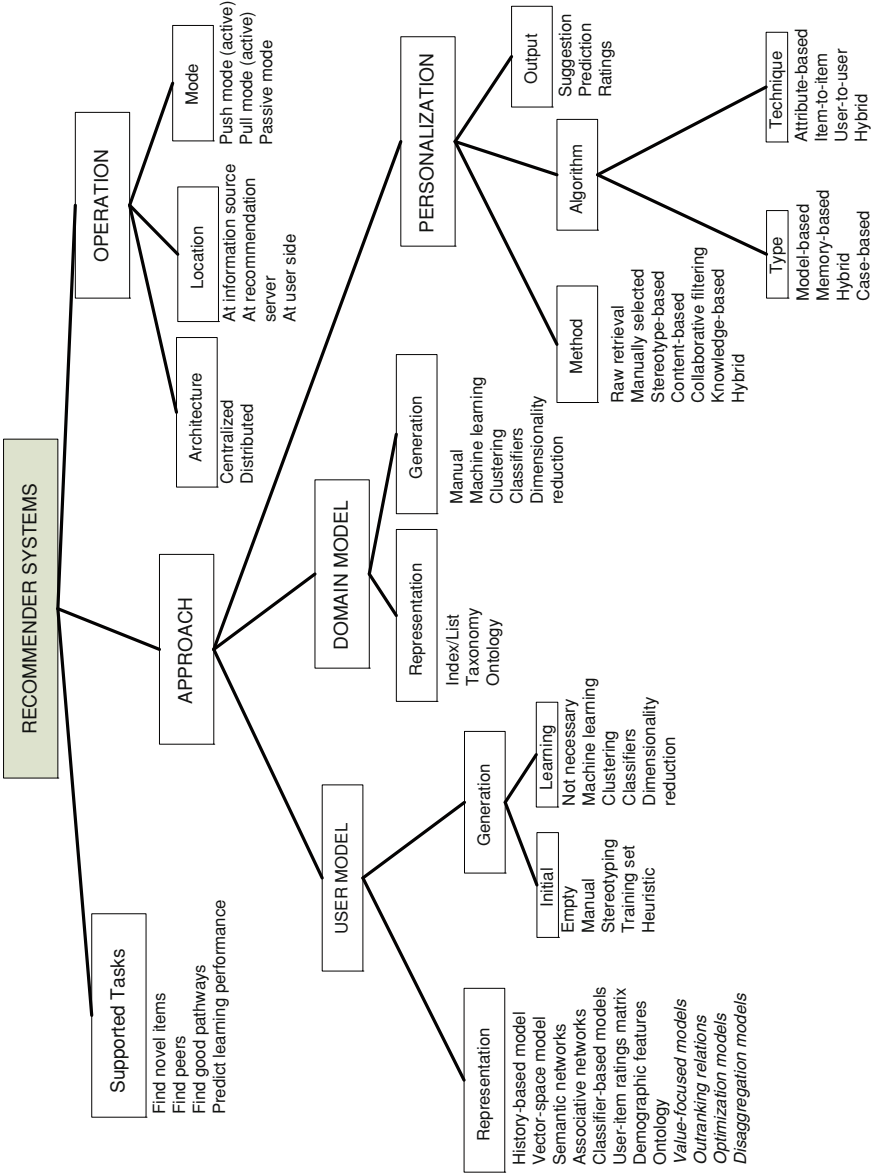 RECOMMENDER SYSTEMS
Supported Tasks
Find novel items
Find peers
Find good pathways
Predict learning performance
APPROACH
OPERATION
Architecture
Centralized
Distributed
Location
At information source
At recommendation
server
At user side
Mode
Push mode (active)
Pull mode (active)
Passive mode
USER MODEL
Representation
History-based model
Vector-space model
Semantic networks
Associative networks
Classifier-based models
User-item ratings matrix
Demographic features
Ontology
Value-focused models
Outranking relations
Optimization models
Disaggregation models
Generation
Initial
Empty
Manual
Stereotyping
Training set
Heuristic
Learning
Not necessary
Machine learning
Clustering
Classifiers
Dimensionality
reduction
DOMAIN MODEL
Representation
Index/List
Taxonomy
Ontology
Generation
Manual
Machine learning
Clustering
Classifiers
Dimensionality
reduction
PERSONALIZATION
Method
Raw retrieval
Manually selected
Stereotype-based
Content-based
Collaborative filtering
Knowledge-based
Hybrid
Algorithm
Type
Model-based
Memory-based
Hybrid
Case-based
Technique
Attribute-based
Item-to-item
User-to-user
Hybrid
Output
Suggestion
Prediction
Ratings